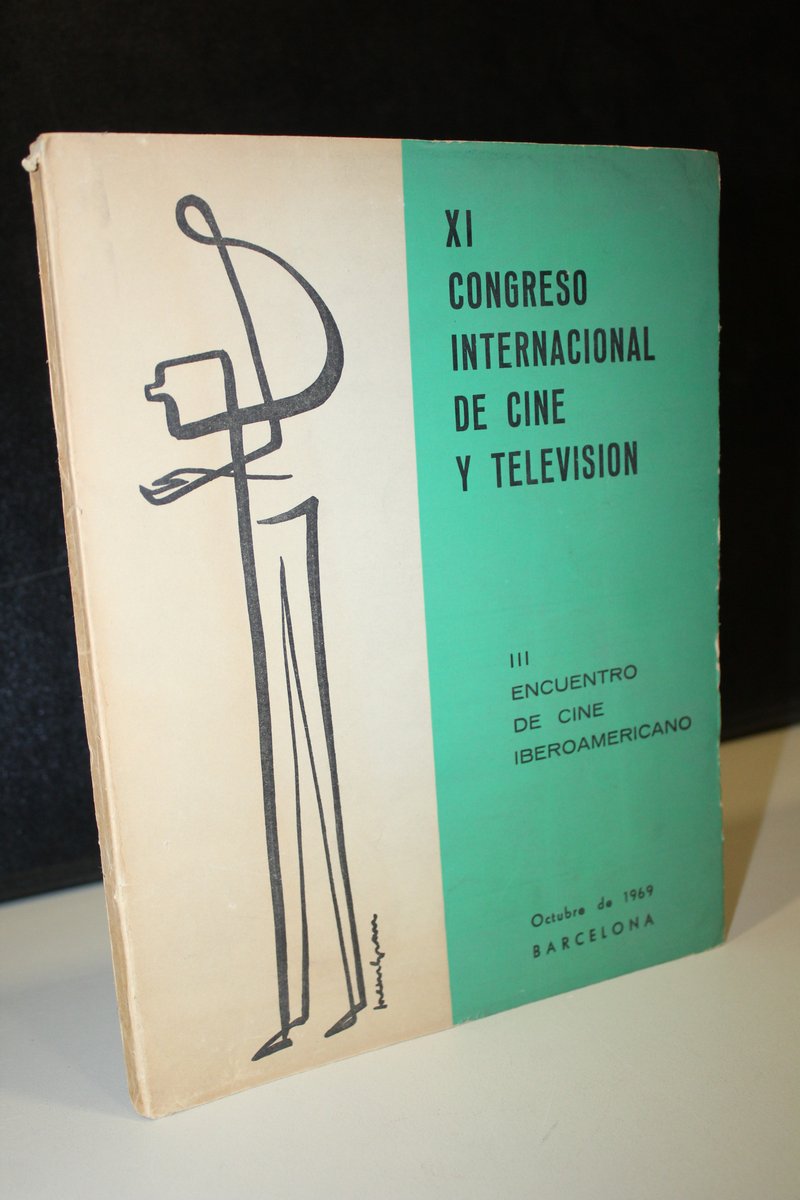 XI
CONGRESO
INTERNACIONAL
DE CINE
Y TELEVISION
III
ENCUENTRO
DE CINE
IBEROAMERICANO
Octubre de 1969
BARCELONA